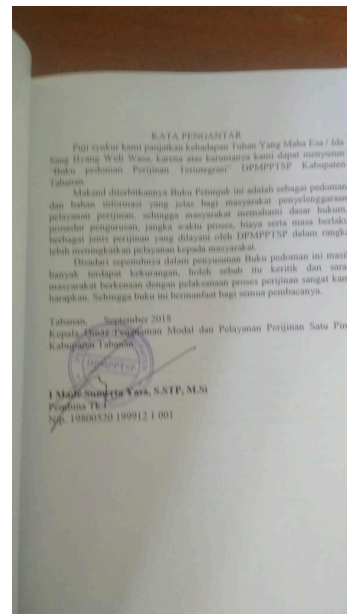 KATA PENGANTAR
Puji syukur kami panjatkan kehadapan Tuhan Yang Maha Esa / Ida
Sang Hyang Widi Wasa, karena atas karunianya kami dapat menyusun
"Buku pedoman Perijinan Terintegrasi" DPMPPTSP Kabupaten
Tabanan.
Maksud diterbitkannya Buku Petunjuk ini adalah sebagai pedoman
dan bahan informasi yang jelas bagi masyarakat penyelenggaraan
pelayanan perijinan, sehingga masyarakat memahami dasar hukum,
prosedur pengurusan, jangka waktu proses, biaya serta masa berlaku
berbagai jenis perijinan yang dilayani oleh DPMPPTSP dalam rangka
lebih meningkatkan pelayanan kepada masyarakat.
Disadari sepenuhnya dalam penyusunan Buku pedoman ini masih
banyak terdapat kekurangan, boleh sebab itu keritik dan sara
masyarakat berkenaan dengan pelaksanaan proses perijinan sangat kam
harapkan. Sehingga buku ini bermanfaat bagi semua pembacanya.
Tabanan, September 2018
Kepala Dinas Penanaman Modal dan Pelayanan Perijinan Satu Pin
Kabupaten Tabanan
DPMPPTSP
I Made Sumerta Yasa, S.STP, M.Si
Pembina Tk I
Nip. 19800520 199912 1 001